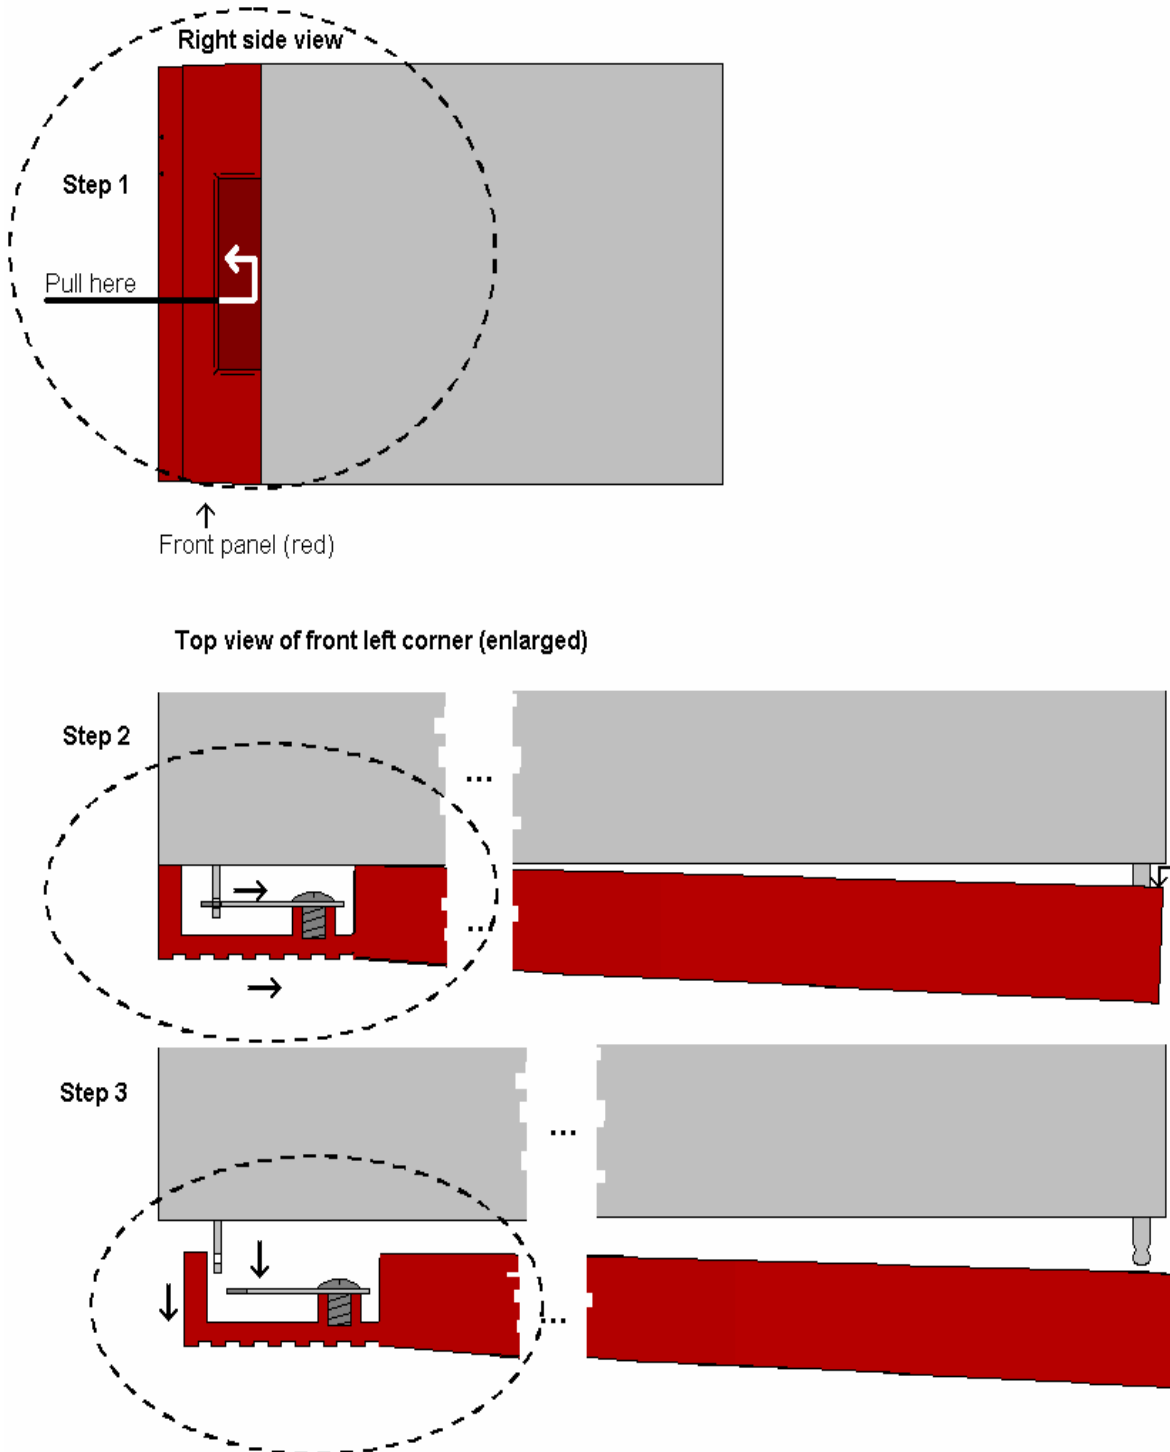 Right side view
Step 1
Pull here
Front panel (red)
Top view of front left corner (enlarged)
Step 2
...
...
Step 3
...
...